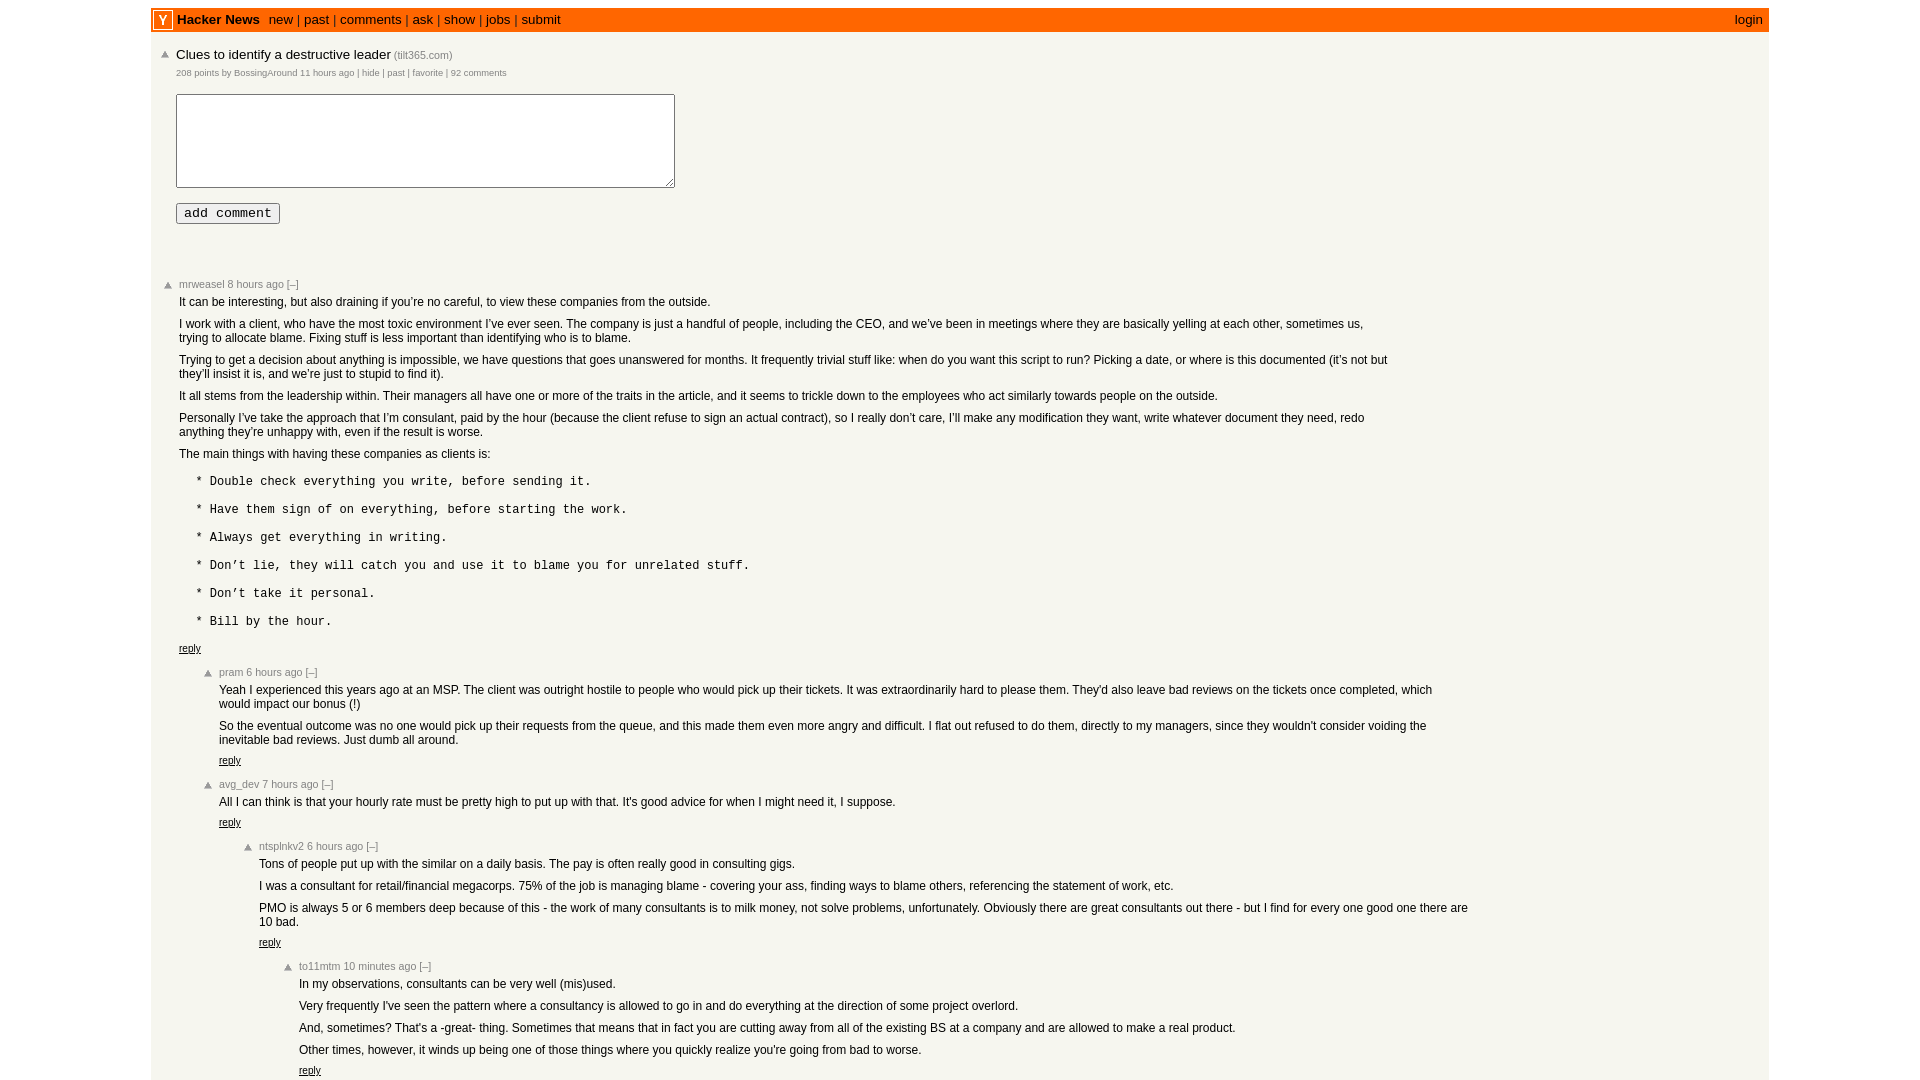 Y Hacker News new | past | comments | ask | show | jobs | submit login
Clues to identify a destructive leader (tilt365.com)
208 points by BossingAround 11 hours ago | hide | past | favorite | 92 comments
add comment
mrweasel 8 hours ago [–]
It can be interesting, but also draining if you’re no careful, to view these companies from the outside.
I work with a client, who have the most toxic environment I’ve ever seen. The company is just a handful of people, including the CEO, and we’ve been in meetings where they are basically yelling at each other, sometimes us,
trying to allocate blame. Fixing stuff is less important than identifying who is to blame.
Trying to get a decision about anything is impossible, we have questions that goes unanswered for months. It frequently trivial stuff like: when do you want this script to run? Picking a date, or where is this documented (it’s not but
they’ll insist it is, and we’re just to stupid to find it).
It all stems from the leadership within. Their managers all have one or more of the traits in the article, and it seems to trickle down to the employees who act similarly towards people on the outside.
Personally I’ve take the approach that I’m consulant, paid by the hour (because the client refuse to sign an actual contract), so I really don’t care, I’ll make any modification they want, write whatever document they need, redo
anything they’re unhappy with, even if the result is worse.
The main things with having these companies as clients is:
* Double check everything you write, before sending it.
* Have them sign of on everything, before starting the work.
* Always get everything in writing.
* Don’t lie, they will catch you and use it to blame you for unrelated stuff.
* Don’t take it personal.
* Bill by the hour.
reply
pram 6 hours ago [–]
Yeah I experienced this years ago at an MSP. The client was outright hostile to people who would pick up their tickets. It was extraordinarily hard to please them. They'd also leave bad reviews on the tickets once completed, which
would impact our bonus (!)
So the eventual outcome was no one would pick up their requests from the queue, and this made them even more angry and difficult. I flat out refused to do them, directly to my managers, since they wouldn't consider voiding the
inevitable bad reviews. Just dumb all around.
reply
avg_dev 7 hours ago [–]
All I can think is that your hourly rate must be pretty high to put up with that. It's good advice for when I might need it, I suppose.
reply
ntsplnkv2 6 hours ago [–]
Tons of people put up with the similar on a daily basis. The pay is often really good in consulting gigs.
I was a consultant for retail/financial megacorps. 75% of the job is managing blame - covering your ass, finding ways to blame others, referencing the statement of work, etc.
PMO is always 5 or 6 members deep because of this - the work of many consultants is to milk money, not solve problems, unfortunately. Obviously there are great consultants out there - but I find for every one good one there are
10 bad.
reply
to11mtm 10 minutes ago [–]
In my observations, consultants can be very well (mis)used.
Very frequently I've seen the pattern where a consultancy is allowed to go in and do everything at the direction of some project overlord.
And, sometimes? That's a -great- thing. Sometimes that means that in fact you are cutting away from all of the existing BS at a company and are allowed to make a real product.
Other times, however, it winds up being one of those things where you quickly realize you're going from bad to worse.
reply